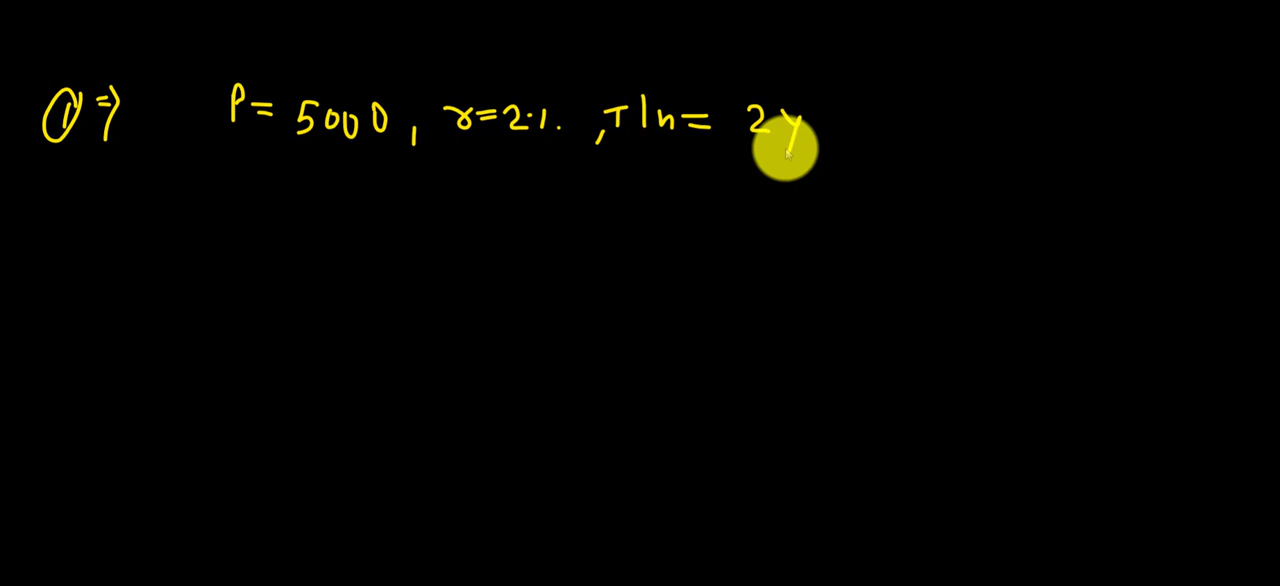 ① ⇒ P = 5000, r = 2%, T/n = 2y